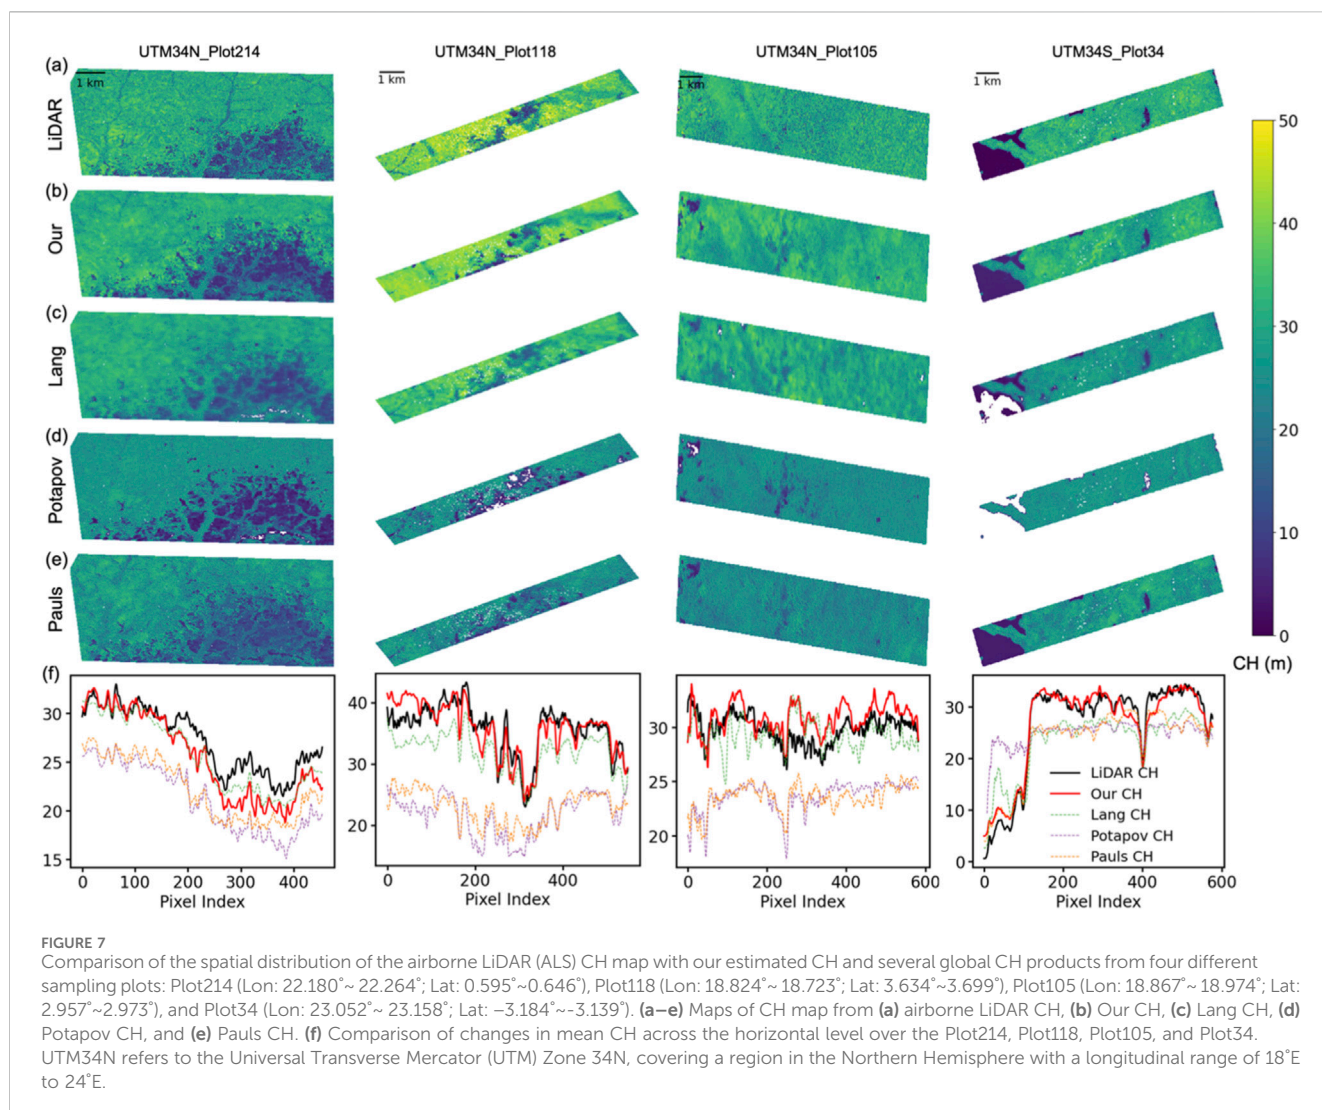 UTM34N_Plot214
UTM34N_Plot118
UTM34N_Plot105
UTM34S_Plot34
(a)
1 km
1 km
1 km
1 km
LiDAR
(b)
Our
(c)
Lang
(d)
Potapov
(e)
Pauls
50
40
30
20
10
0
CH (m)
(f)
30
25
20
15
0 100 200 300 400
Pixel Index
40
30
20
0 200 400
Pixel Index
30
25
20
0 200 400 600
Pixel Index
30
20
10
0
0 200 400 600
Pixel Index
LiDAR CH
Our CH
Lang CH
Potapov CH
Pauls CH
FIGURE 7
Comparison of the spatial distribution of the airborne LiDAR (ALS) CH map with our estimated CH and several global CH products from four different
sampling plots: Plot214 (Lon: 22.180°~ 22.264°; Lat: 0.595°~0.646°), Plot118 (Lon: 18.824°~ 18.723°; Lat: 3.634°~3.699°), Plot105 (Lon: 18.867°~ 18.974°; Lat:
2.957°~2.973°), and Plot34 (Lon: 23.052°~ 23.158°; Lat: −3.184°~-3.139°). (a–e) Maps of CH map from (a) airborne LiDAR CH, (b) Our CH, (c) Lang CH, (d)
Potapov CH, and (e) Pauls CH. (f) Comparison of changes in mean CH across the horizontal level over the Plot214, Plot118, Plot105, and Plot34.
UTM34N refers to the Universal Transverse Mercator (UTM) Zone 34N, covering a region in the Northern Hemisphere with a longitudinal range of 18°E
to 24°E.